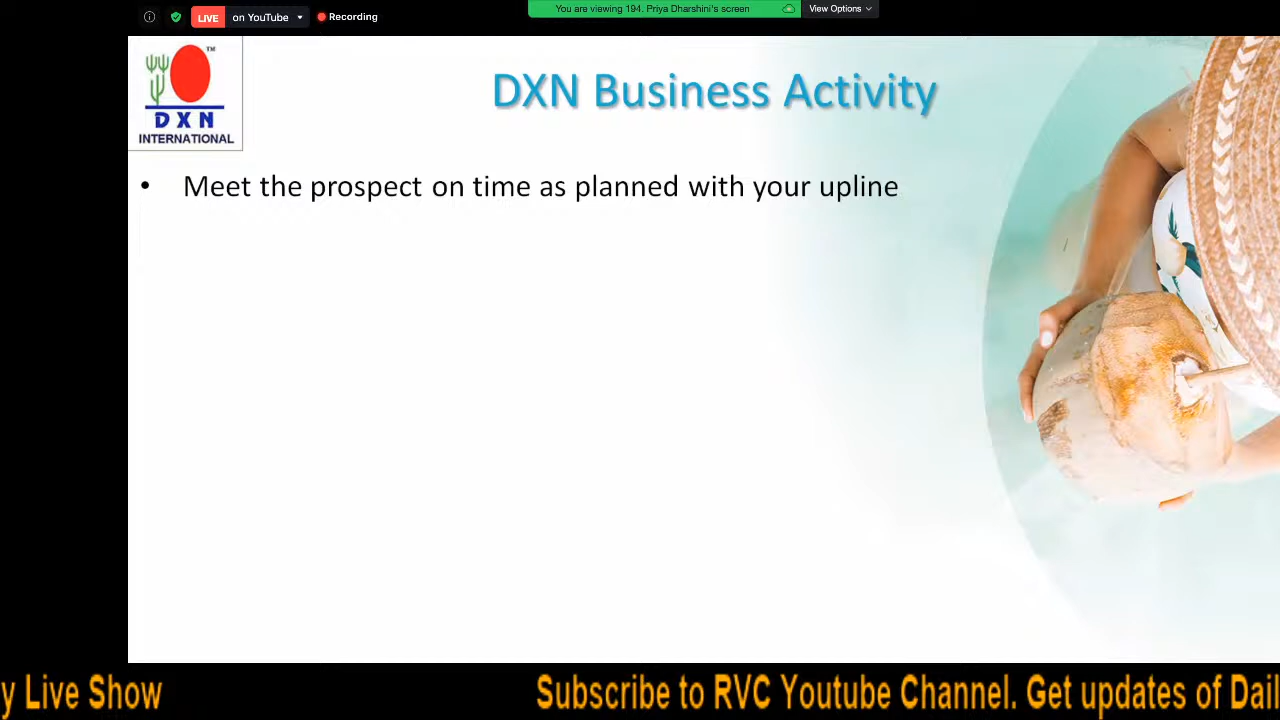 LIVE on YouTube Recording You are viewing 194. Priya Dharshini's screen View Options
TM
DXN
INTERNATIONAL
DXN Business Activity
• Meet the prospect on time as planned with your upline
y Live Show Subscribe to RVC Youtube Channel. Get updates of Dail